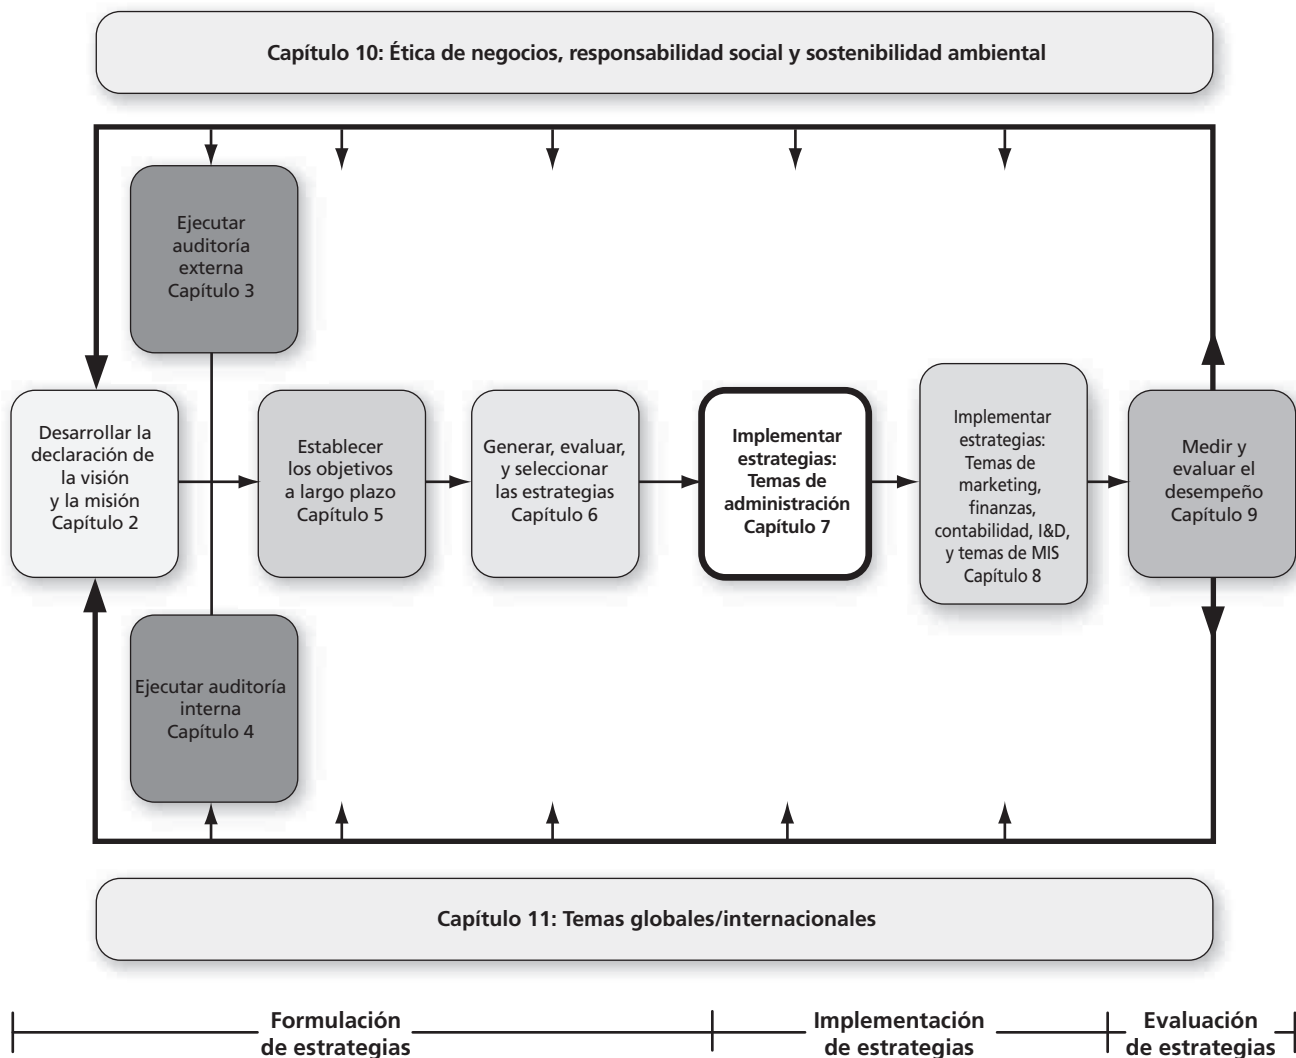 Capítulo 10: Ética de negocios, responsabilidad social y sostenibilidad ambiental
Ejecutar
auditoría
externa
Capítulo 3
Desarrollar la
declaración de
la visión
y la misión
Capítulo 2
Establecer
los objetivos
a largo plazo
Capítulo 5
Generar, evaluar,
y seleccionar
las estrategias
Capítulo 6
Implementar
estrategias:
Temas de
administración
Capítulo 7
Implementar
estrategias:
Temas de
marketing,
finanzas,
contabilidad, I&D,
y temas de MIS
Capítulo 8
Medir y
evaluar el
desempeño
Capítulo 9
Ejecutar auditoría
interna
Capítulo 4
Capítulo 11: Temas globales/internacionales
Formulación
de estrategias
Implementación
de estrategias
Evaluación
de estrategias